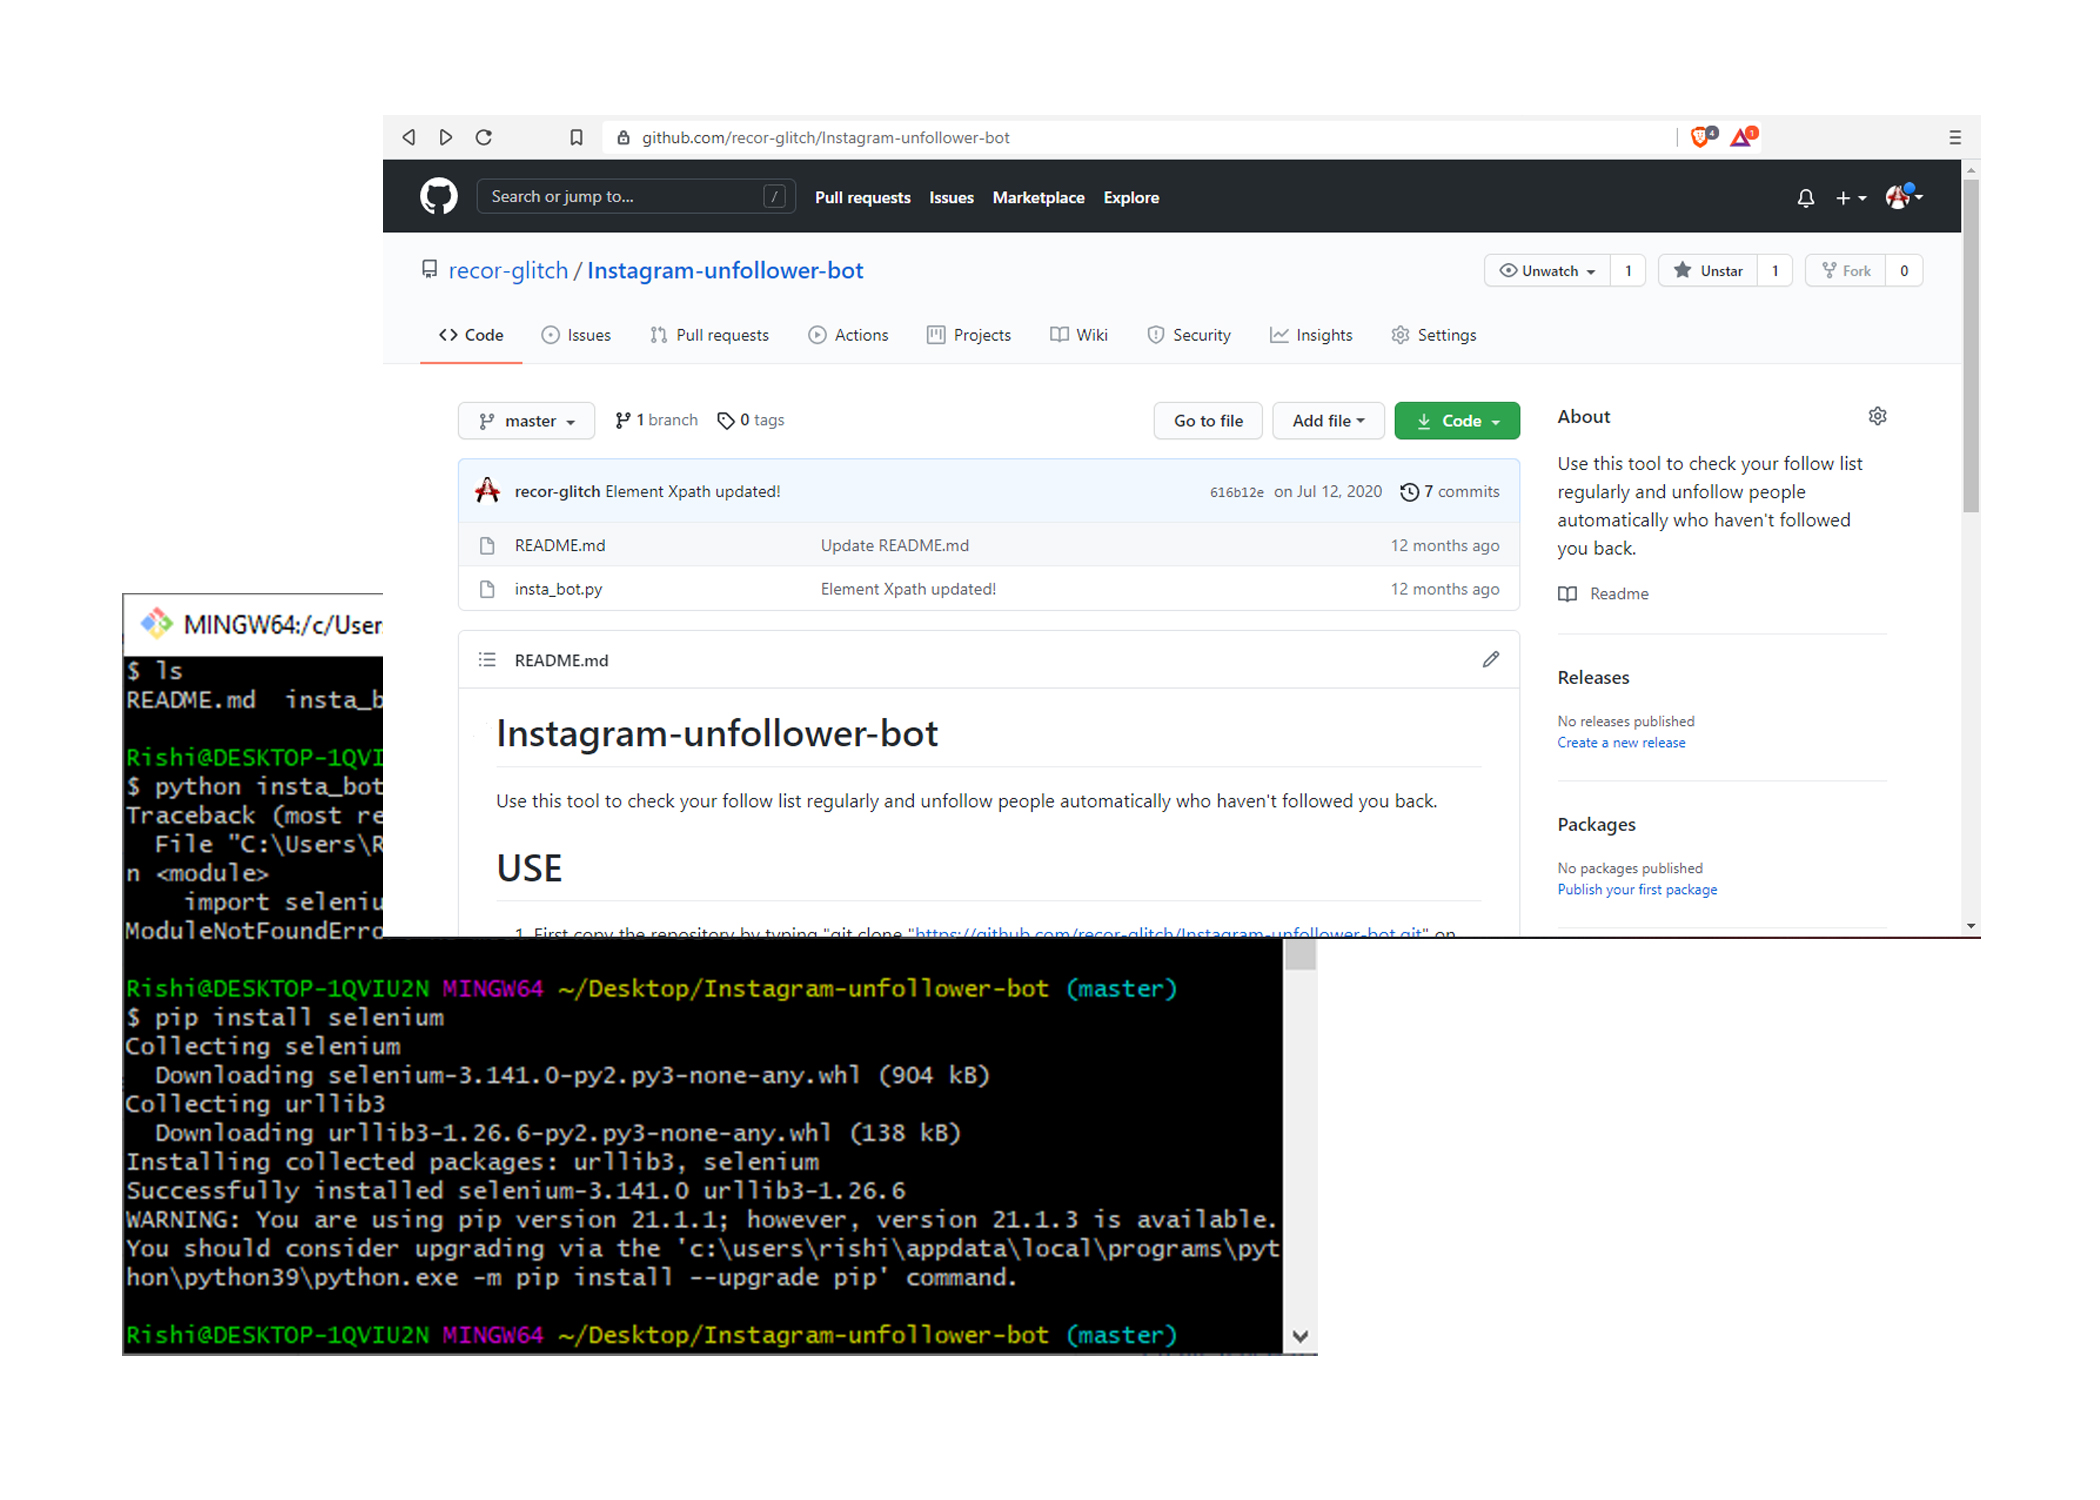 github.com/recor-glitch/Instagram-unfollower-bot
4
1
Search or jump to...
/
Pull requests Issues Marketplace Explore
recor-glitch / Instagram-unfollower-bot
Unwatch 1
Unstar 1
Fork 0
Code Issues Pull requests Actions Projects Wiki Security Insights Settings
master 1 branch 0 tags
Go to file Add file Code
recor-glitch Element Xpath updated! 616b12e on Jul 12, 2020 7 commits
README.md Update README.md 12 months ago
insta_bot.py Element Xpath updated! 12 months ago
README.md
Instagram-unfollower-bot
Use this tool to check your follow list regularly and unfollow people automatically who haven't followed you back.
USE
1. First copy the repository by typing "git clone "https://github.com/recor-glitch/Instagram-unfollower-bot.git" on
About
Use this tool to check your follow list
regularly and unfollow people
automatically who haven't followed
you back.
Readme
Releases
No releases published
Create a new release
Packages
No packages published
Publish your first package
MINGW64:/c/User
$ ls
README.md insta_b
Rishi@DESKTOP-1QVI
$ python insta_bot
Traceback (most re
File "C:\Users\R
n <module>
import seleniu
ModuleNotFoundErro
Rishi@DESKTOP-1QVIU2N MINGW64 ~/Desktop/Instagram-unfollower-bot (master)
$ pip install selenium
Collecting selenium
Downloading selenium-3.141.0-py2.py3-none-any.whl (904 kB)
Collecting urllib3
Downloading urllib3-1.26.6-py2.py3-none-any.whl (138 kB)
Installing collected packages: urllib3, selenium
Successfully installed selenium-3.141.0 urllib3-1.26.6
WARNING: You are using pip version 21.1.1; however, version 21.1.3 is available.
You should consider upgrading via the 'c:\users\rishi\appdata\local\programs\pyt
hon\python39\python.exe -m pip install --upgrade pip' command.
Rishi@DESKTOP-1QVIU2N MINGW64 ~/Desktop/Instagram-unfollower-bot (master)